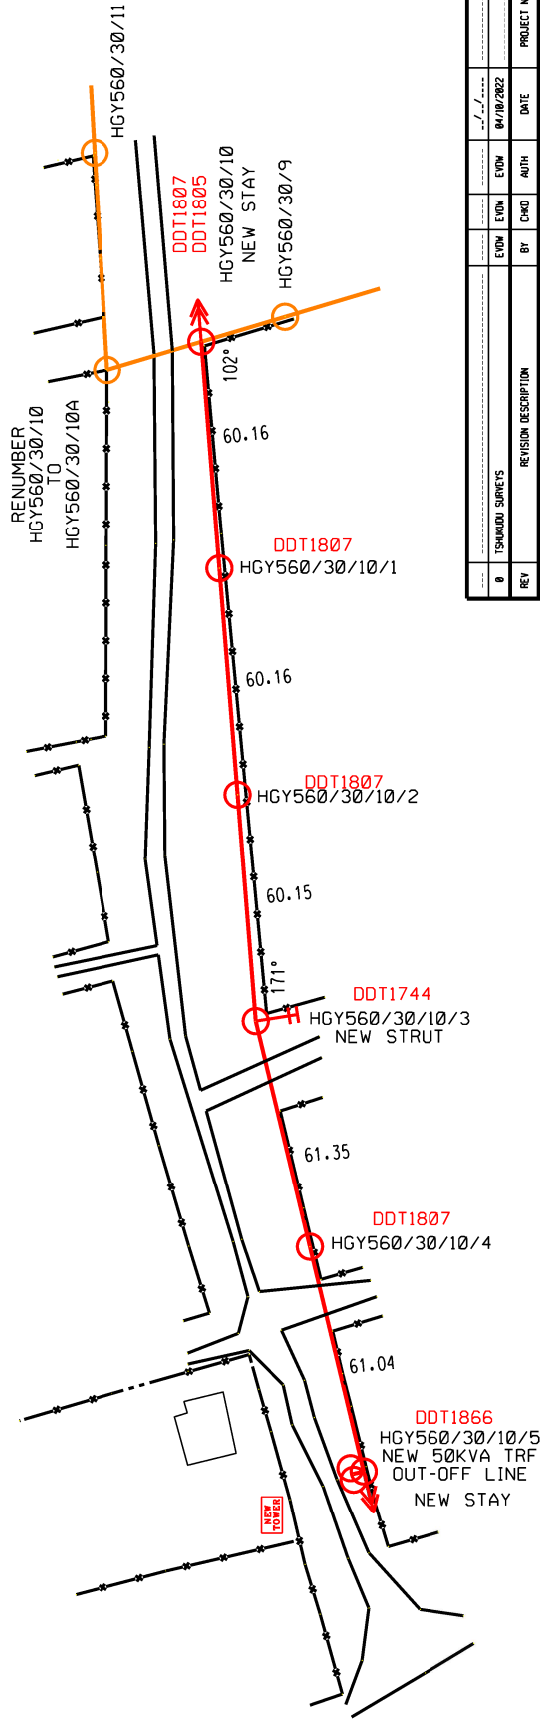 HGY560/30/11
DDT1807
DDT1805
HGY560/30/10
NEW STAY
HGY560/30/9
102°
RENUMBER
HGY560/30/10
TO
HGY560/30/10A
60.16
DDT1807
HGY560/30/10/1
60.16
DDT1807
HGY560/30/10/2
60.15
171°
DDT1744
HGY560/30/10/3
NEW STRUT
61.35
DDT1807
HGY560/30/10/4
61.04
DDT1866
HGY560/30/10/5
NEW 50KVA TRF
OUT-OFF LINE
NEW STAY
NEW
TOWER
0 TSHUKUDU SURVEYS EVDW EVDW EVDW 04/10/2022
REV REVISION DESCRIPTION BY CHKD AUTH DATE PROJECT